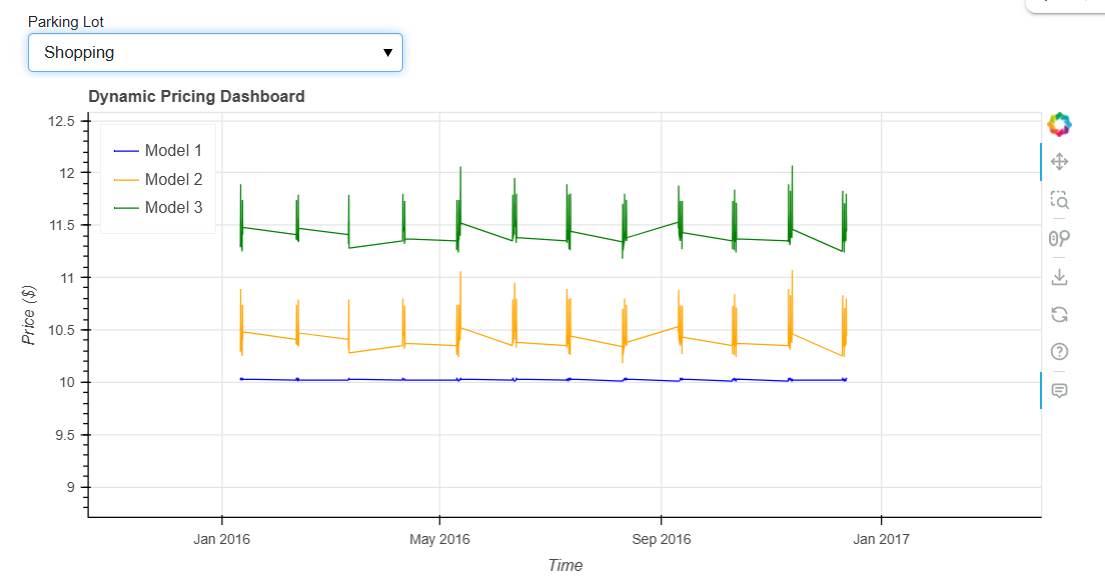 Parking Lot
Shopping
Dynamic Pricing Dashboard
Model 1
Model 2
Model 3
Price ($)
12.5
12
11.5
11
10.5
10
9.5
9
Jan 2016 May 2016 Sep 2016 Jan 2017
Time